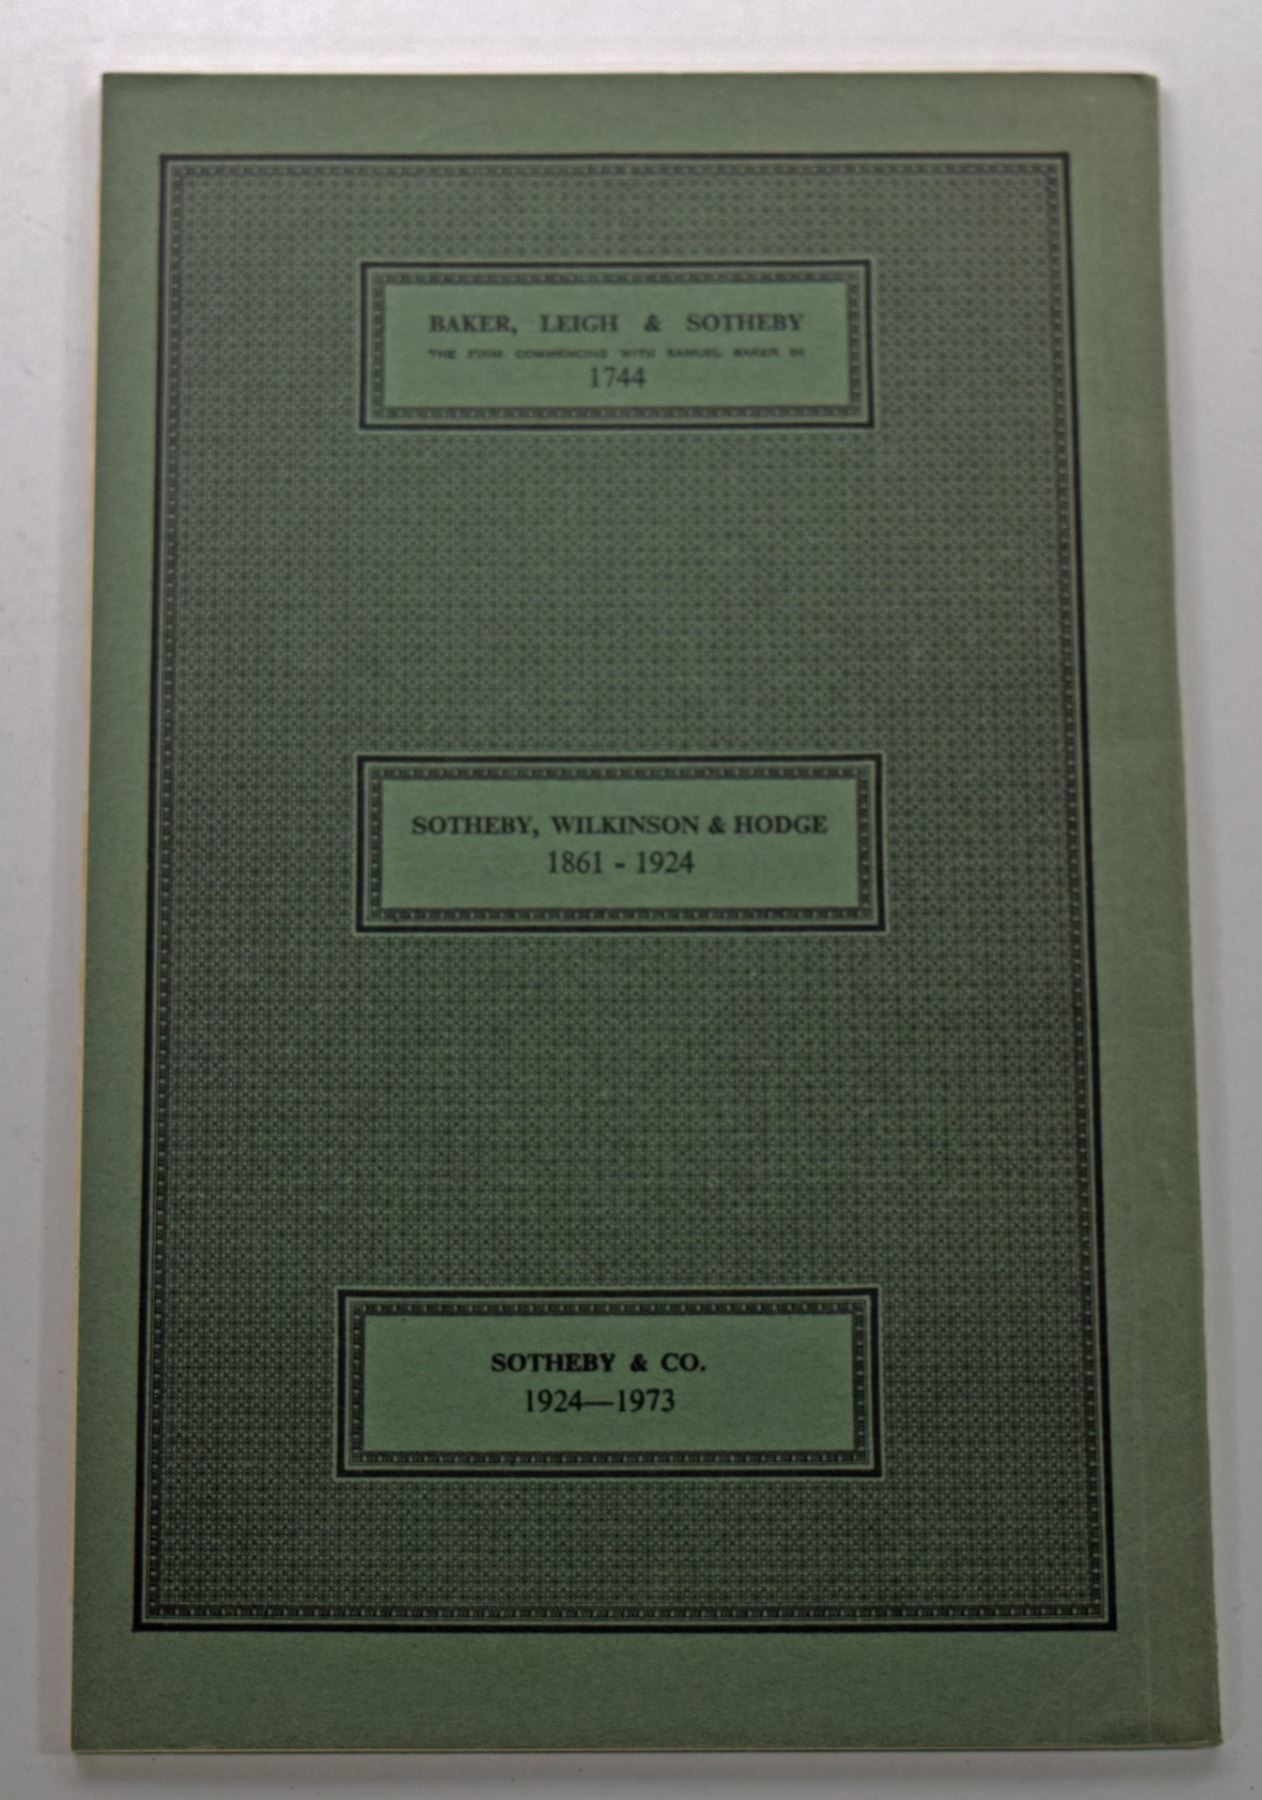 BAKER, LEIGH & SOTHEBY
THE FIRM COMMENCING WITH SAMUEL BAKER IN
1744
SOTHEBY, WILKINSON & HODGE
1861 - 1924
SOTHEBY & CO.
1924—1973